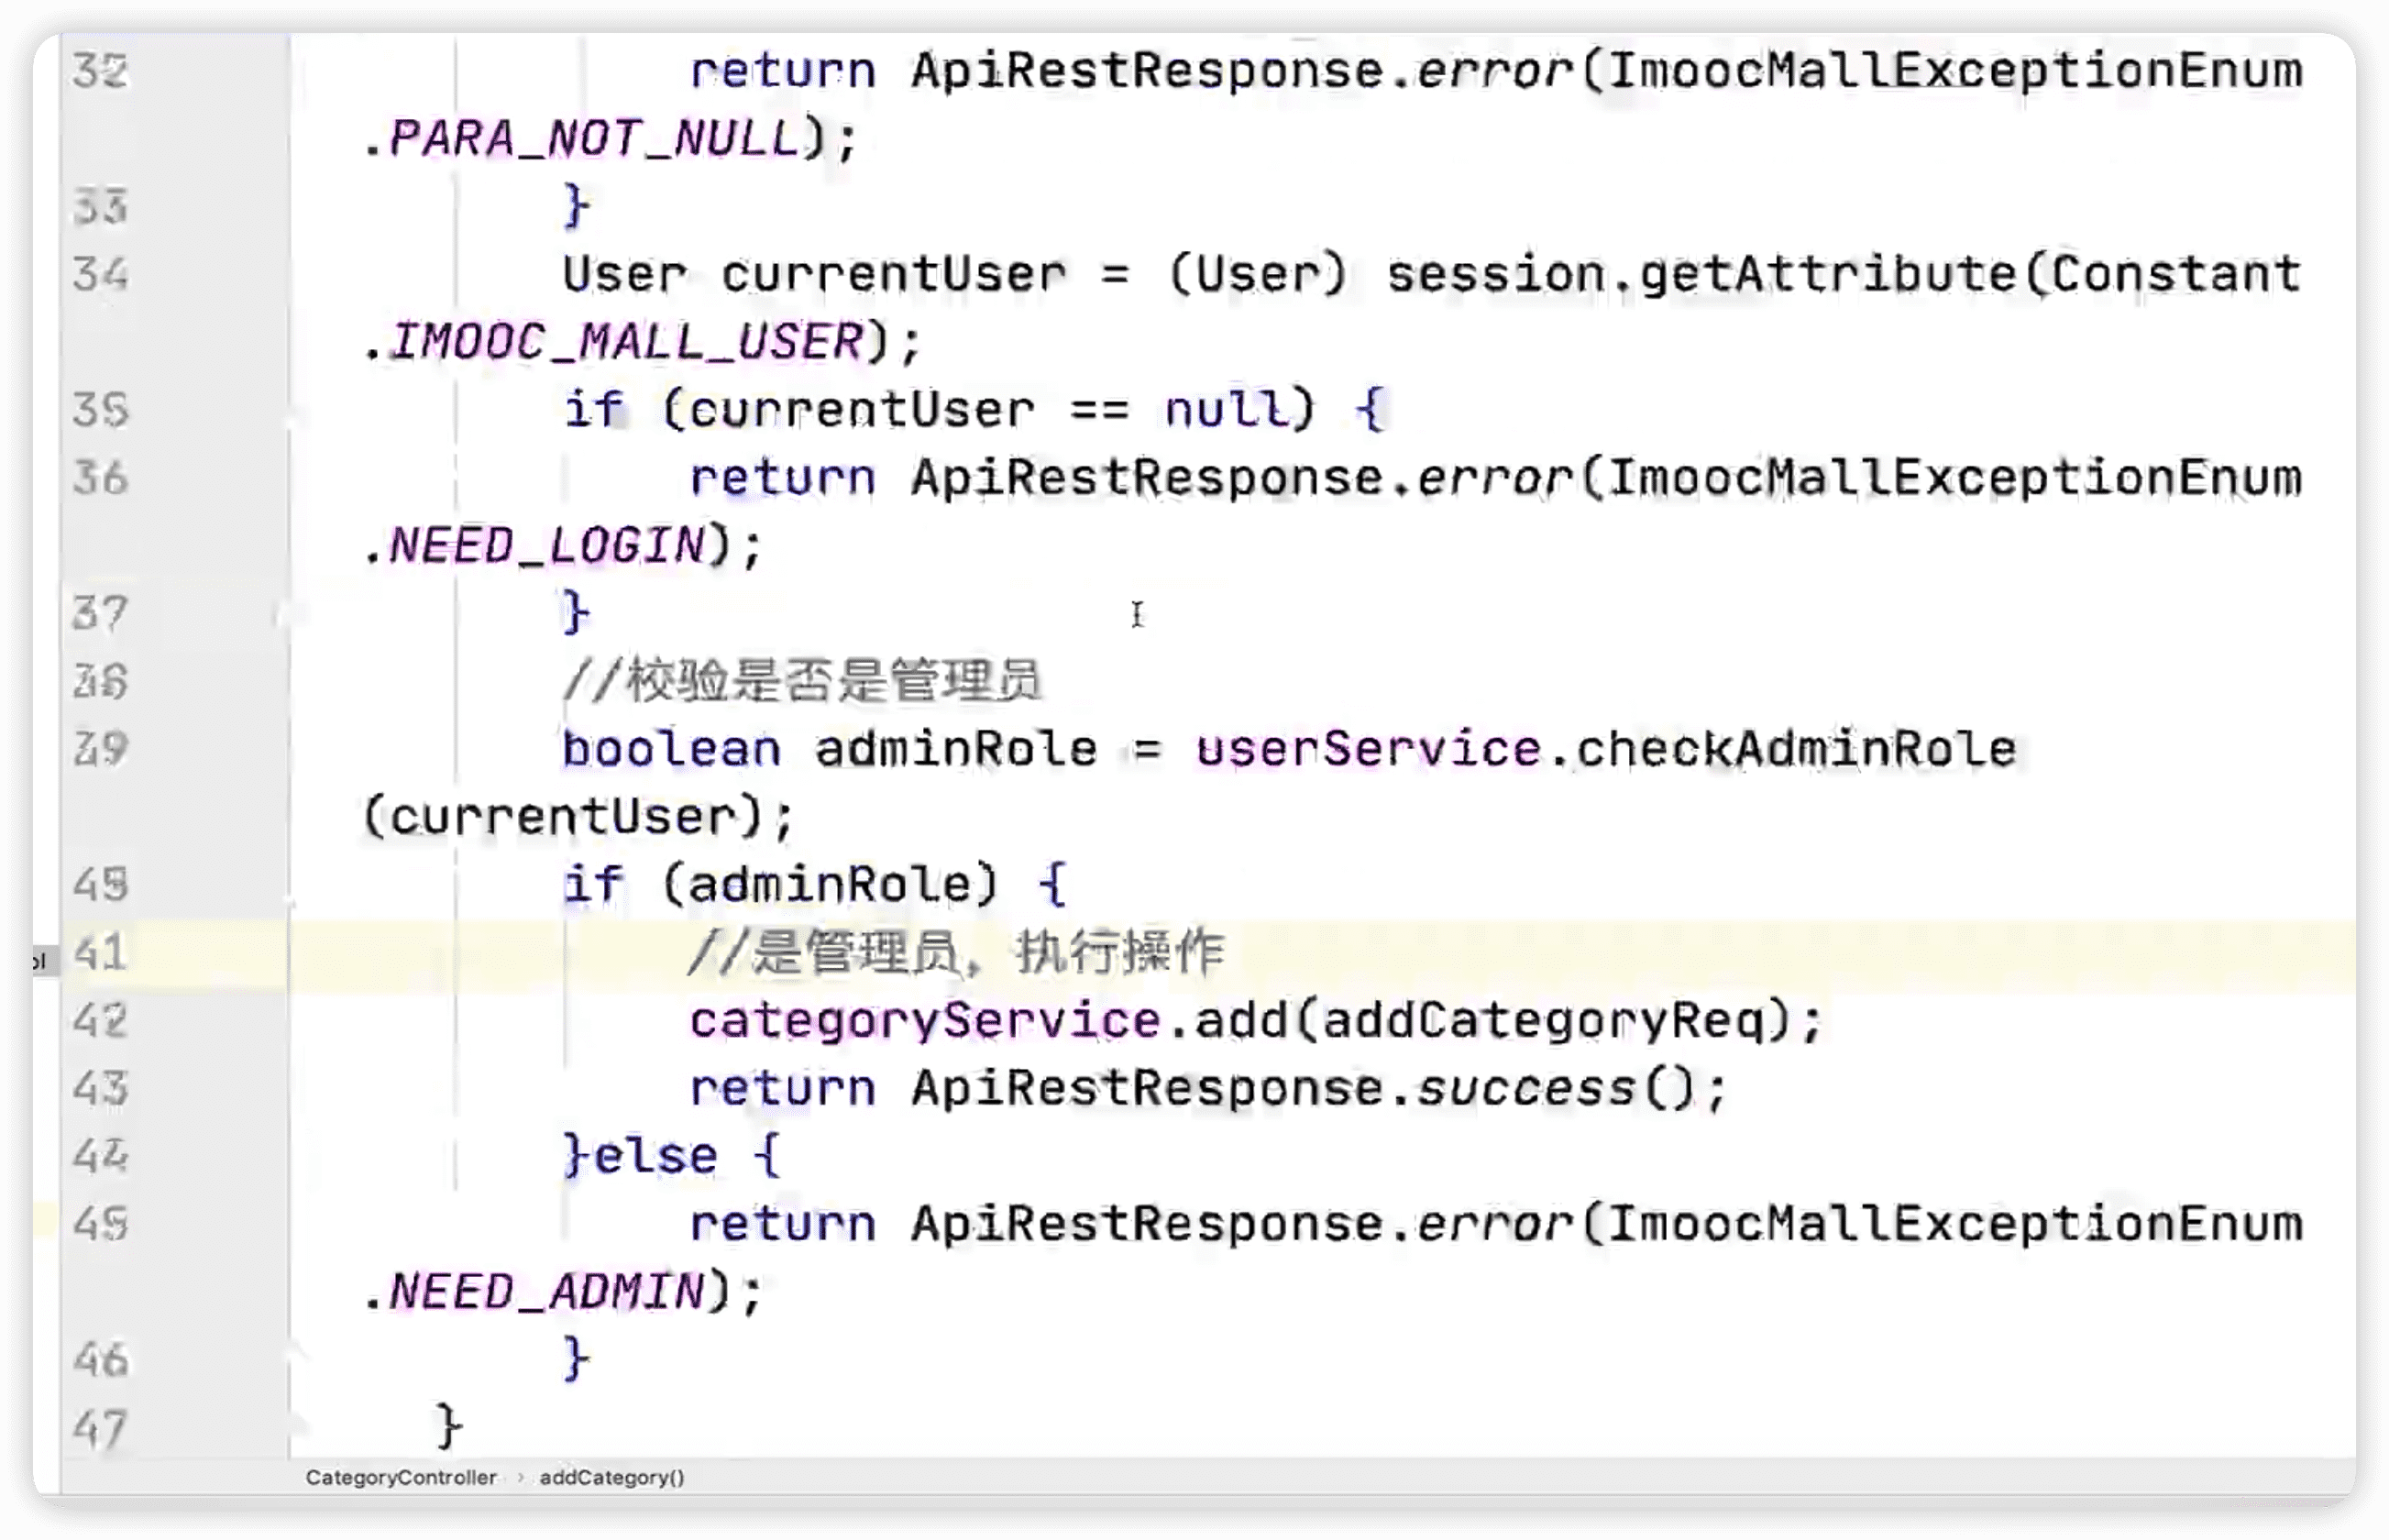 32 return ApiRestResponse.error(ImoocMallExceptionEnum
.PARA_NOT_NULL);
33 }
34 User currentUser = (User) session.getAttribute(Constant
.IMOOC_MALL_USER);
35 if (currentUser == null) {
36 return ApiRestResponse.error(ImoocMallExceptionEnum
.NEED_LOGIN);
37 }
38 //校验是否是管理员
39 boolean adminRole = userService.checkAdminRole
(currentUser);
40 if (adminRole) {
41 //是管理员，执行操作
42 categoryService.add(addCategoryReq);
43 return ApiRestResponse.success();
44 }else {
45 return ApiRestResponse.error(ImoocMallExceptionEnum
.NEED_ADMIN);
46 }
47 }
CategoryController › addCategory()